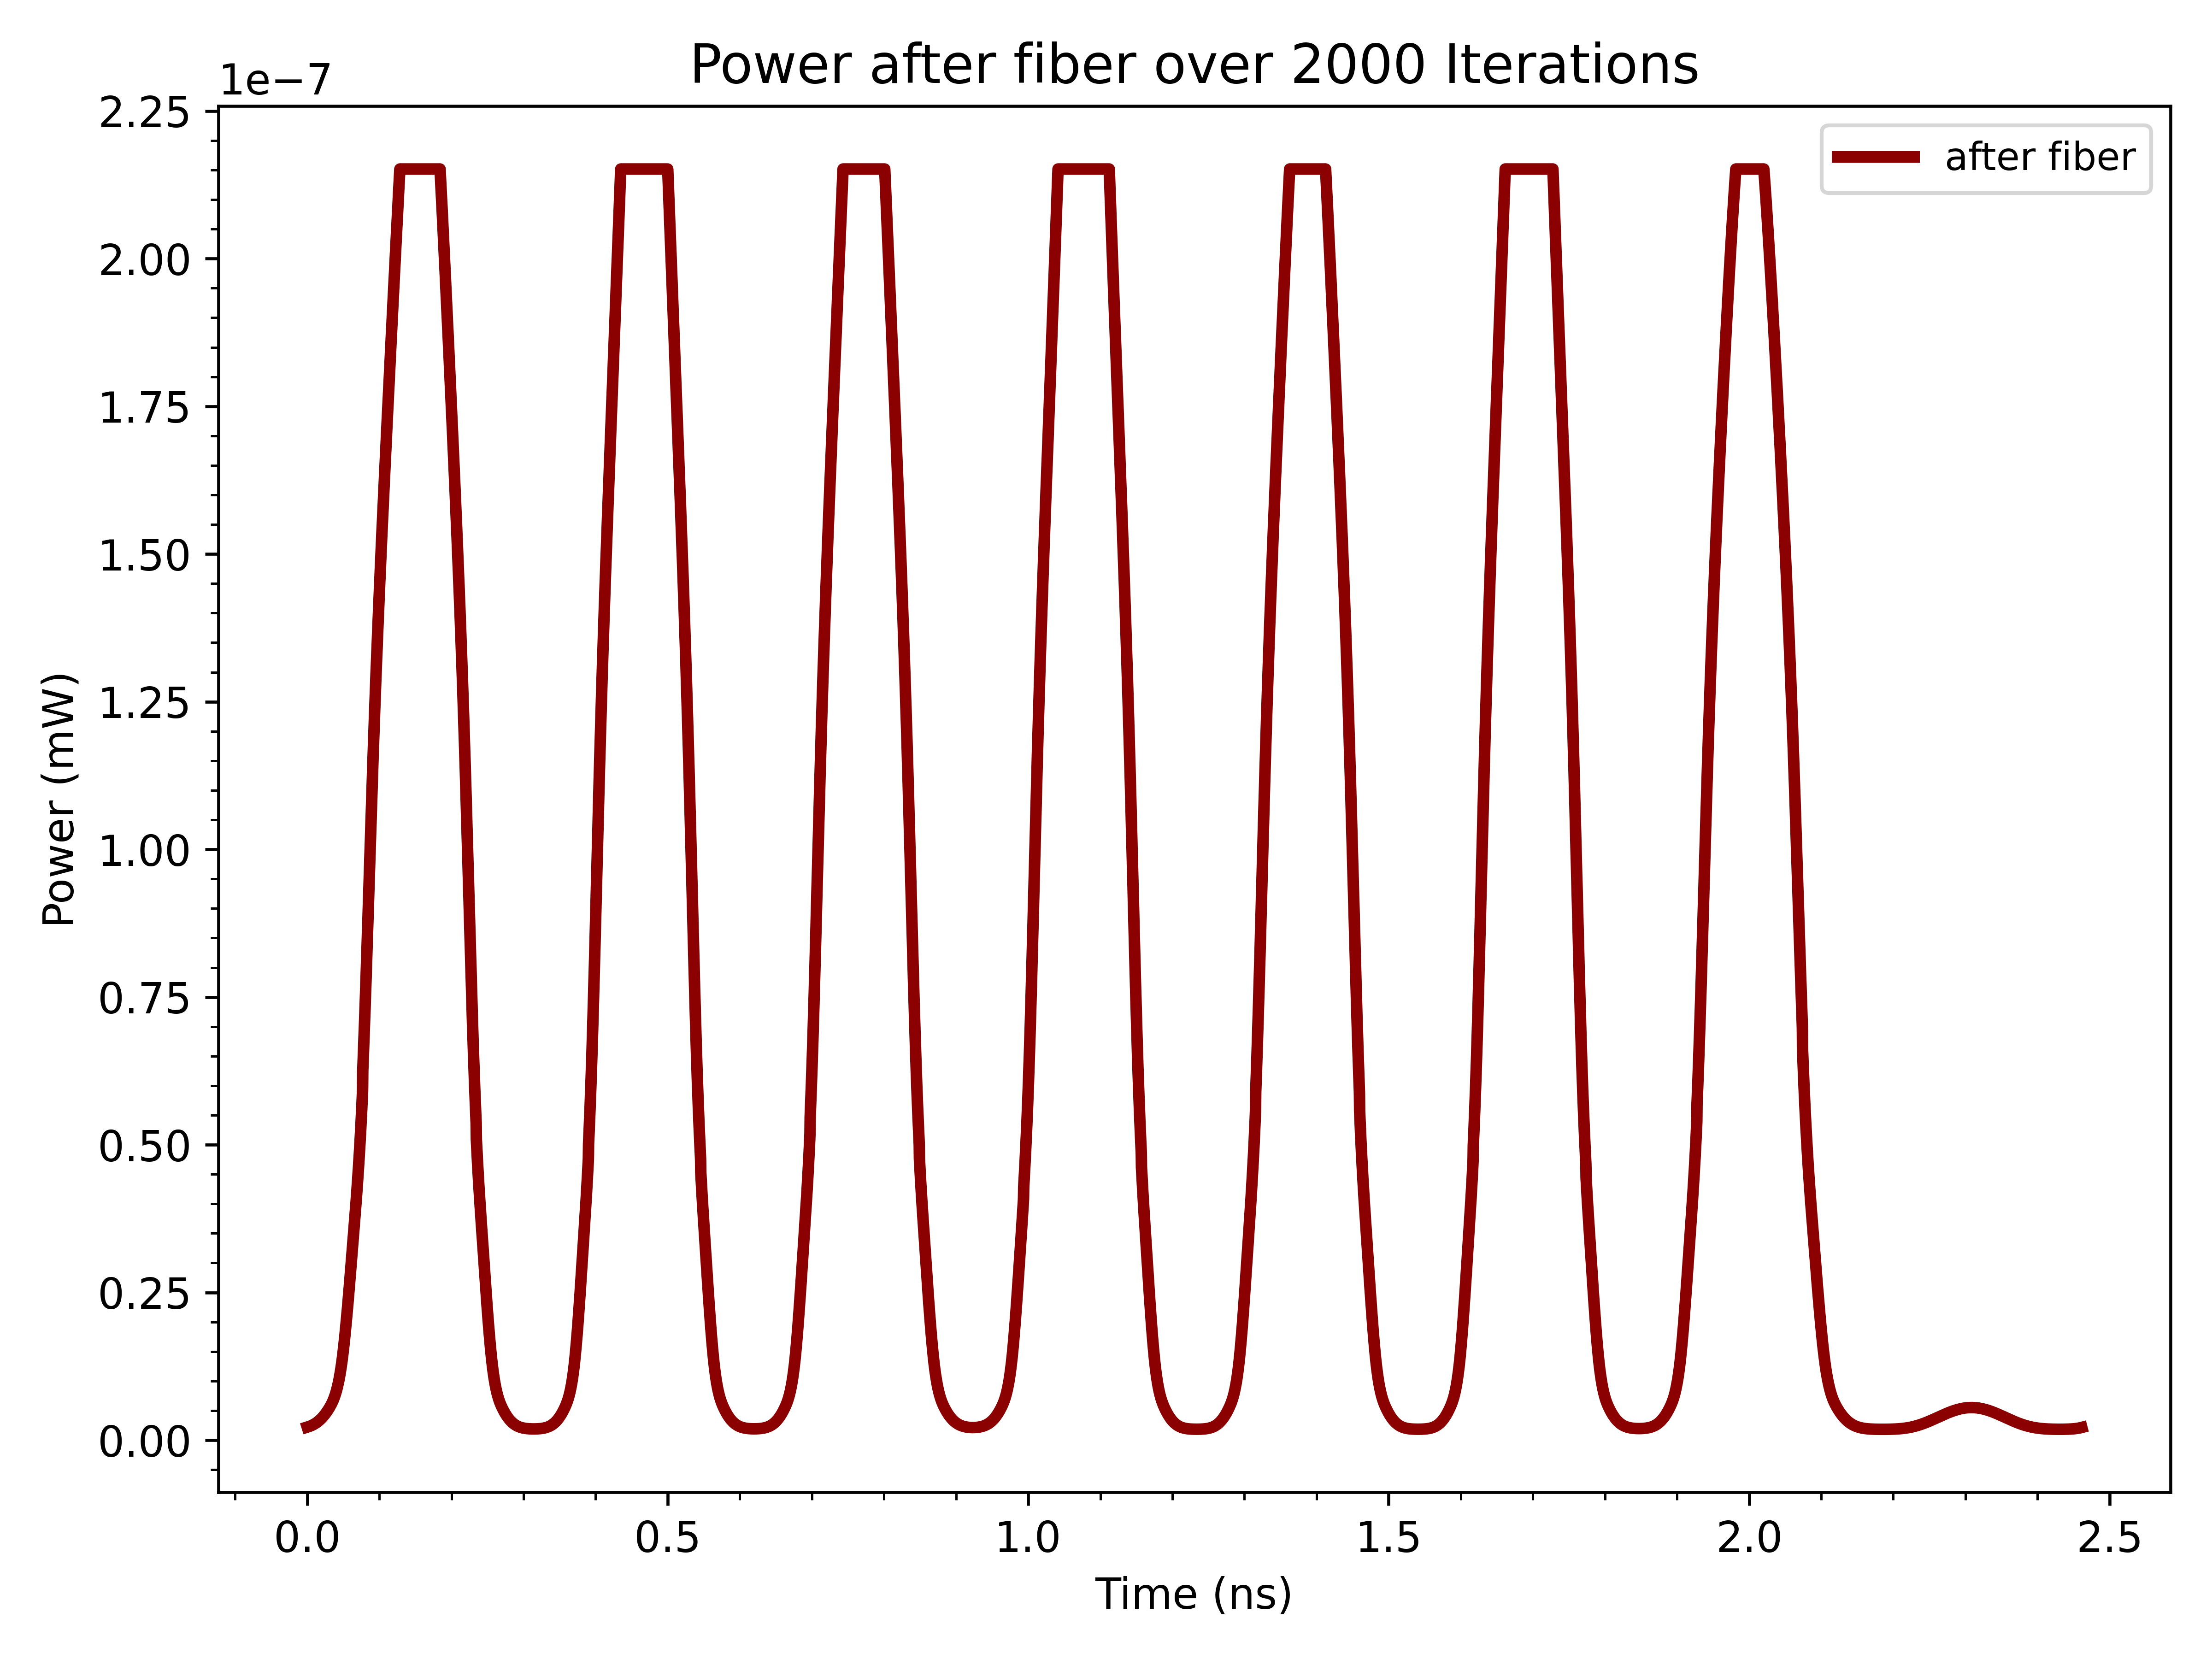 Power after fiber over 2000 Iterations
1e−7
2.25
2.00
1.75
1.50
1.25
1.00
0.75
0.50
0.25
0.00
Power (mW)
after fiber
0.0 0.5 1.0 1.5 2.0 2.5
Time (ns)